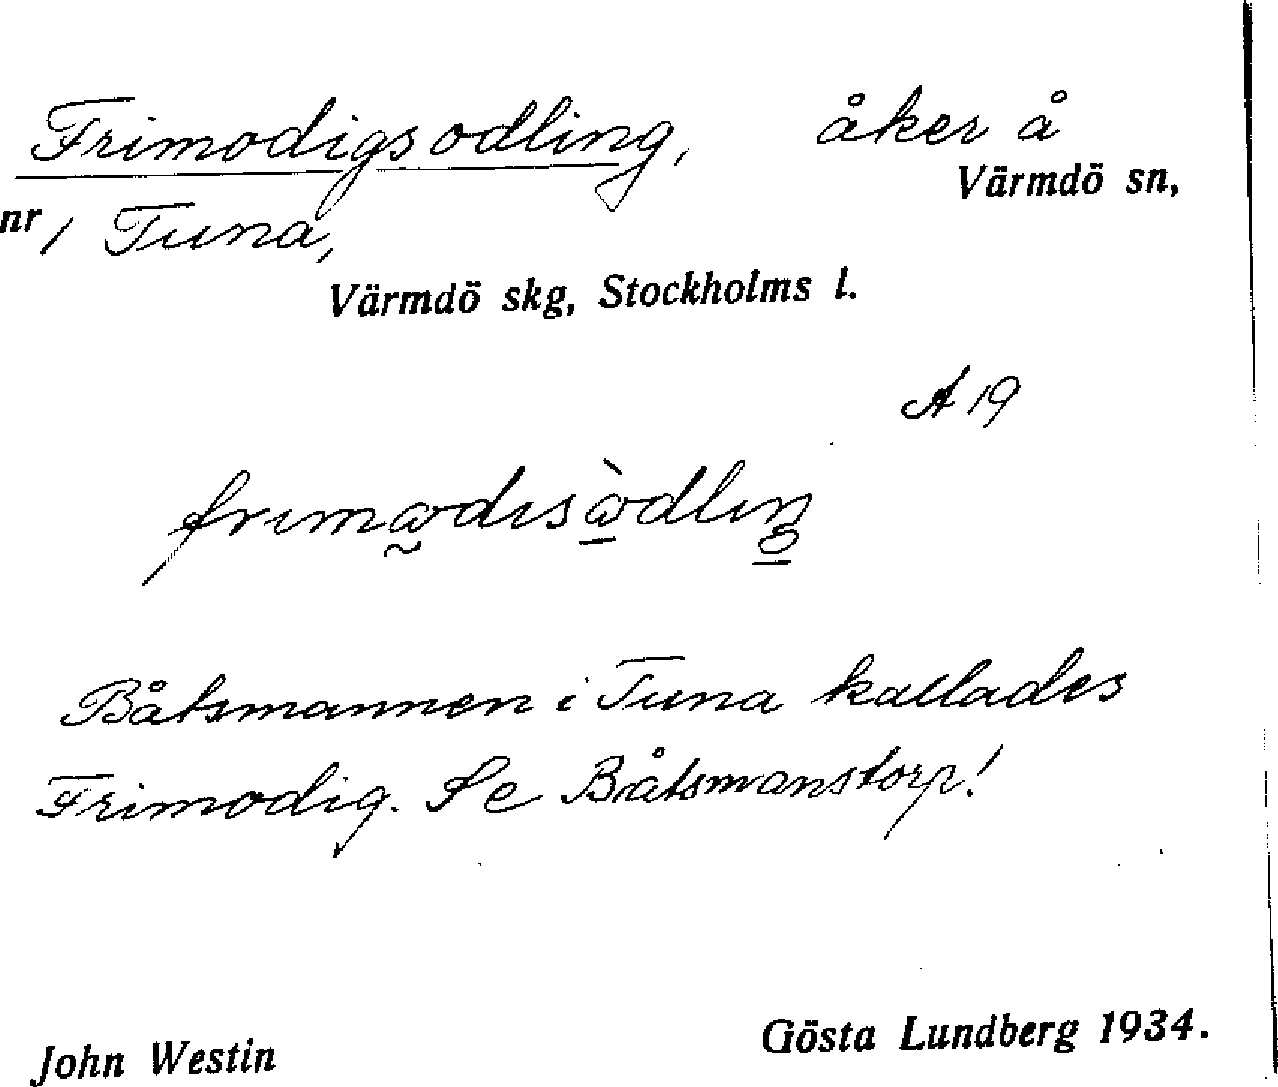 Frimodigsodling, åker å
Värmdö sn,
nr 1 Tuna,
Värmdö skg, Stockholms l.
A 19
Båtsmannen i Tuna kallades
Frimodig. Se Båtsmanstorp!
John Westin Gösta Lundberg 1934.